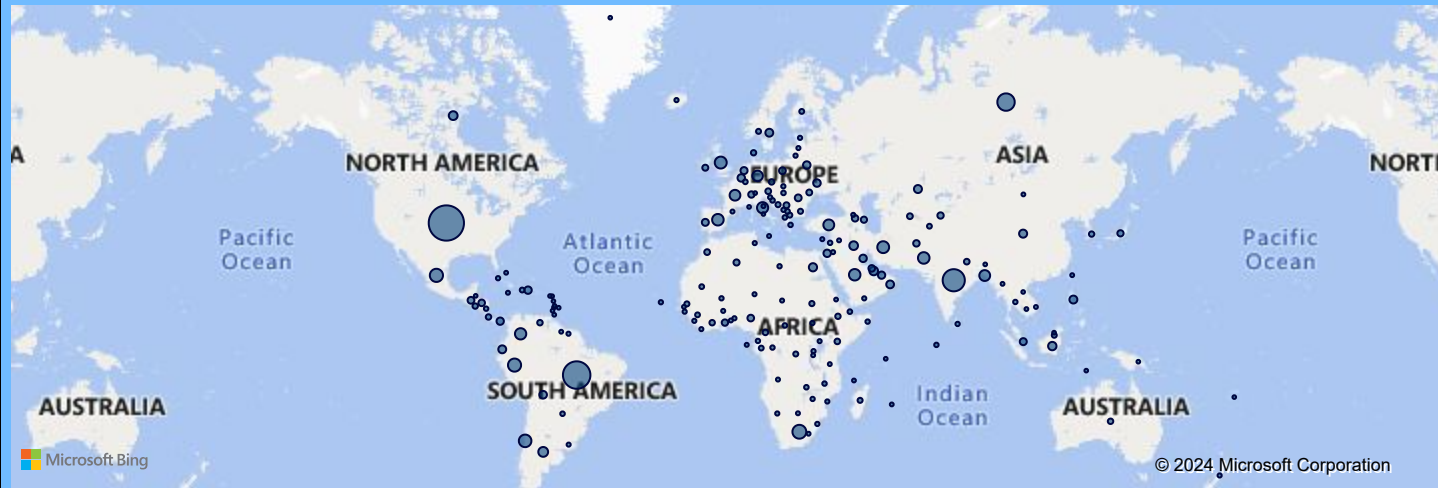 A
NORTH AMERICA
EUROPE
ASIA
NORT
Pacific
Ocean
Atlantic
Ocean
Pacific
Ocean
AFRICA
SOUTH AMERICA
Indian
Ocean
AUSTRALIA
AUSTRALIA
Microsoft Bing
© 2024 Microsoft Corporation